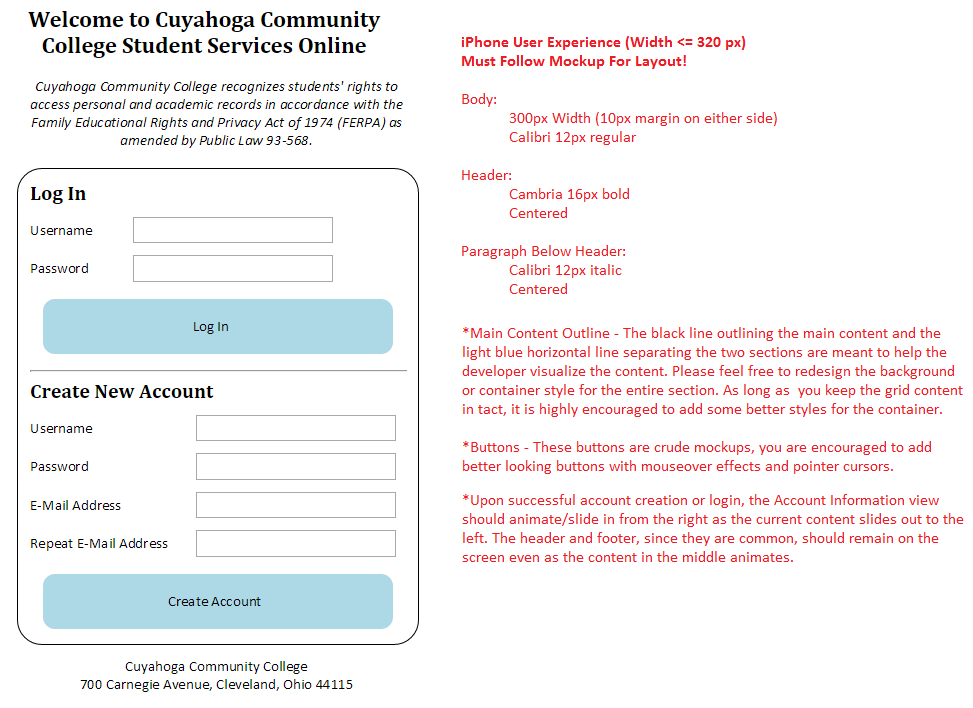 Welcome to Cuyahoga Community
College Student Services Online
Cuyahoga Community College recognizes students' rights to
access personal and academic records in accordance with the
Family Educational Rights and Privacy Act of 1974 (FERPA) as
amended by Public Law 93-568.
Log In
Username
Password
Log In
Create New Account
Username
Password
E-Mail Address
Repeat E-Mail Address
Create Account
Cuyahoga Community College
700 Carnegie Avenue, Cleveland, Ohio 44115
iPhone User Experience (Width <= 320 px)
Must Follow Mockup For Layout!
Body:
300px Width (10px margin on either side)
Calibri 12px regular
Header:
Cambria 16px bold
Centered
Paragraph Below Header:
Calibri 12px italic
Centered
*Main Content Outline - The black line outlining the main content and the
light blue horizontal line separating the two sections are meant to help the
developer visualize the content. Please feel free to redesign the background
or container style for the entire section. As long as  you keep the grid content
in tact, it is highly encouraged to add some better styles for the container.
*Buttons - These buttons are crude mockups, you are encouraged to add
better looking buttons with mouseover effects and pointer cursors.
*Upon successful account creation or login, the Account Information view
should animate/slide in from the right as the current content slides out to the
left. The header and footer, since they are common, should remain on the
screen even as the content in the middle animates.